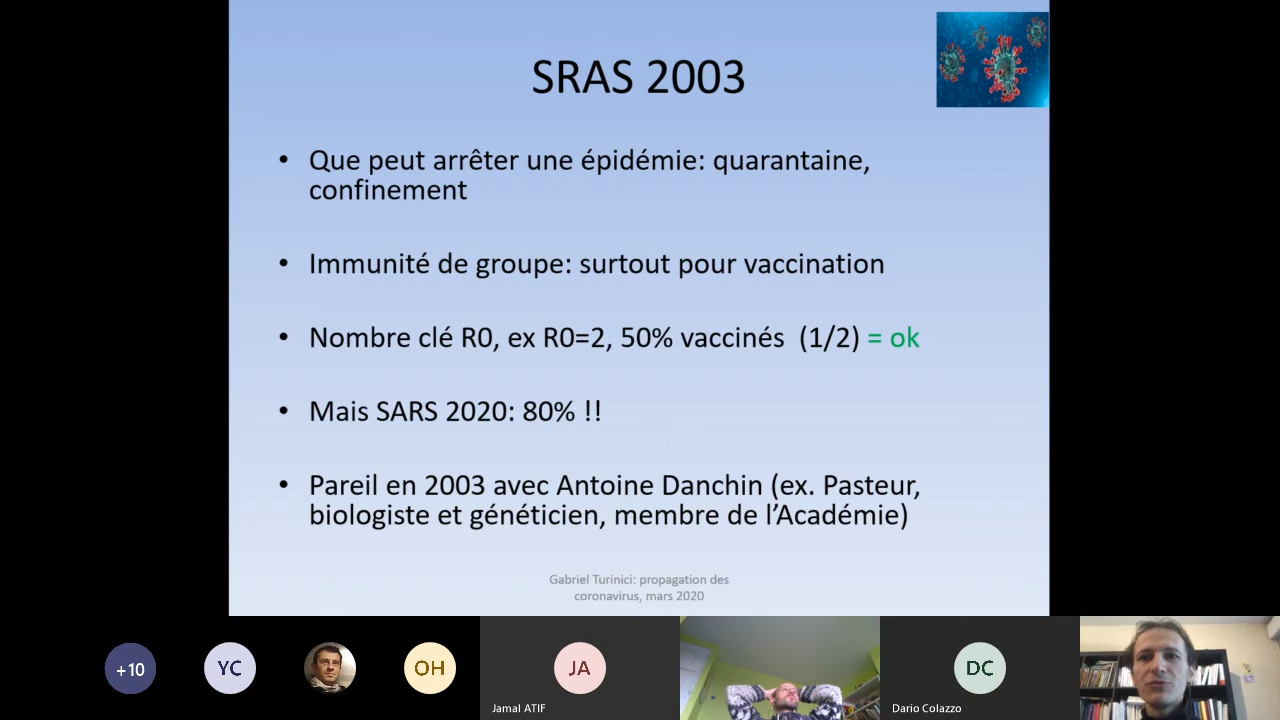 SRAS 2003
• Que peut arrêter une épidémie: quarantaine,
confinement
• Immunité de groupe: surtout pour vaccination
• Nombre clé R0, ex R0=2, 50% vaccinés (1/2) = ok
• Mais SARS 2020: 80% !!
• Pareil en 2003 avec Antoine Danchin (ex. Pasteur,
biologiste et généticien, membre de l’Académie)
Gabriel Turinici: propagation des
coronavirus, mars 2020
+10
YC
OH
JA
Jamal ATIF
DC
Dario Colazzo